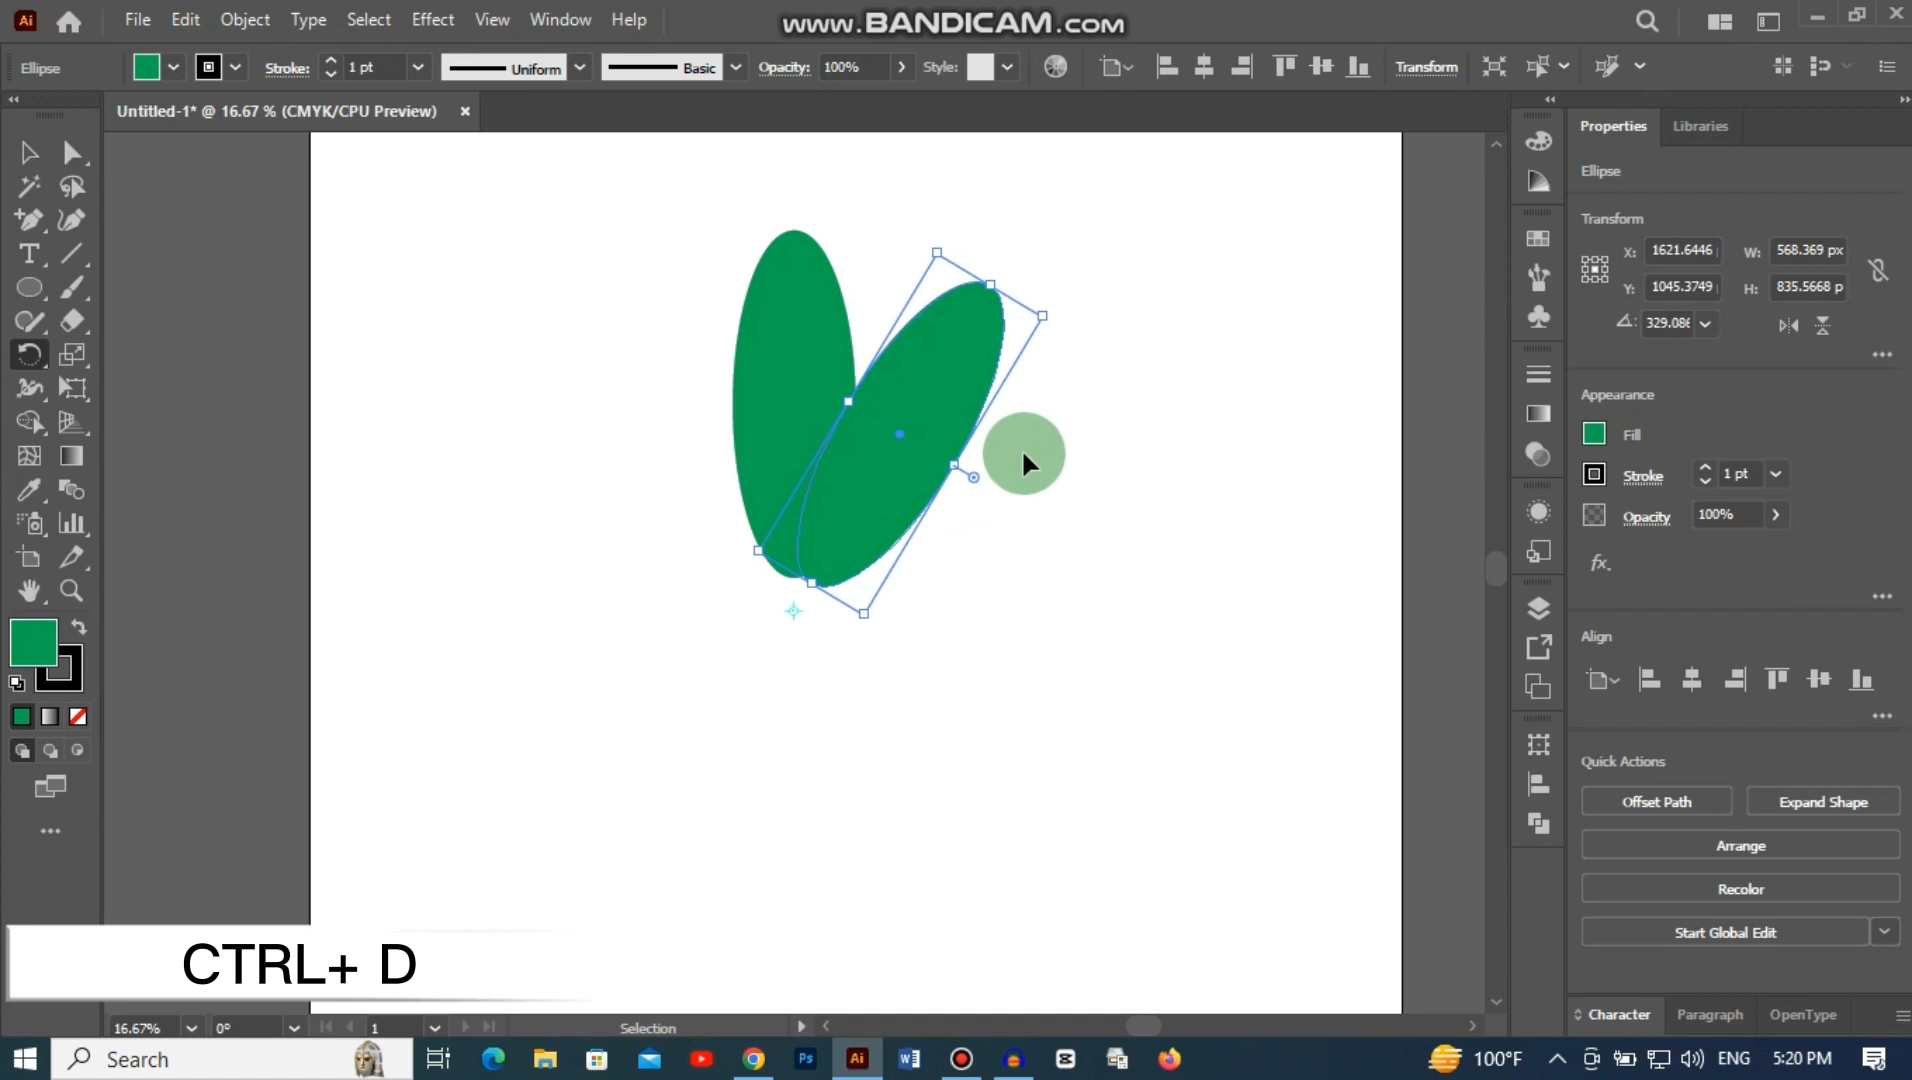 Ai File Edit Object Type Select Effect View Window Help
www.BANDICAM.com
Ellipse Stroke: 1 pt Uniform Basic Opacity: 100% Style: Transform
Untitled-1* @ 16.67 % (CMYK/CPU Preview) ×
Properties Libraries
Ellipse
Transform
X: 1621.6446 W: 568.369 px
Y: 1045.3749 H: 835.5668 p
329.086
Appearance
Fill
Stroke 1 pt
Opacity 100%
fx.
Align
Quick Actions
Offset Path Expand Shape
Arrange
Recolor
Start Global Edit
CTRL+ D
16.67% 0° 1 Selection
Character Paragraph OpenType
Search Ps Ai W 100°F ENG 5:20 PM